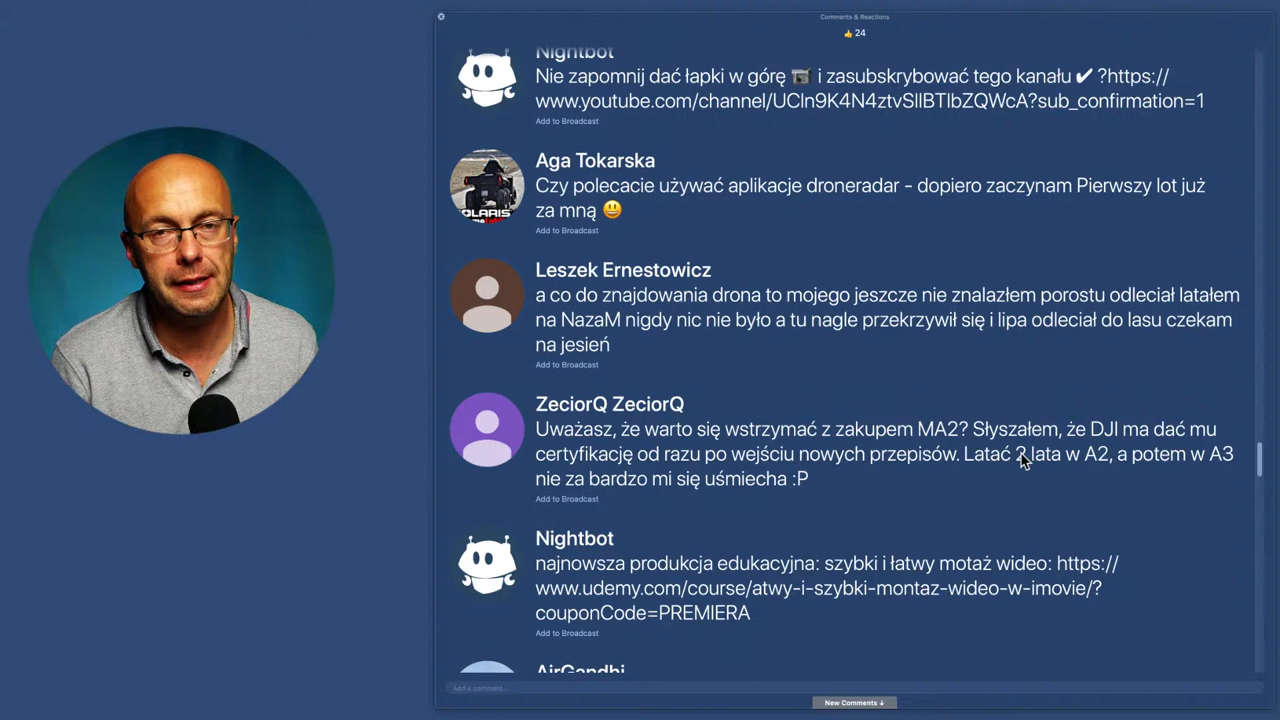 Comments & Reactions
👍 24
Nightbot
Nie zapomnij dać łapki w górę i zasubskrybować tego kanału ✔ ?https://
www.youtube.com/channel/UCln9K4N4ztvSllBTlbZQWcA?sub_confirmation=1
Add to Broadcast
Aga Tokarska
Czy polecacie używać aplikacje droneradar - dopiero zaczynam Pierwszy lot już
za mną 😃
Add to Broadcast
POLARIS
Leszek Ernestowicz
a co do znajdowania drona to mojego jeszcze nie znalazłem porostu odleciał latałem
na NazaM nigdy nic nie było a tu nagle przekrzywił się i lipa odleciał do lasu czekam
na jesień
Add to Broadcast
ZeciorQ ZeciorQ
Uważasz, że warto się wstrzymać z zakupem MA2? Słyszałem, że DJI ma dać mu
certyfikację od razu po wejściu nowych przepisów. Latać 2 lata w A2, a potem w A3
nie za bardzo mi się uśmiecha :P
Add to Broadcast
Nightbot
najnowsza produkcja edukacyjna: szybki i łatwy motaż wideo: https://
www.udemy.com/course/atwy-i-szybki-montaz-wideo-w-imovie/?
couponCode=PREMIERA
Add to Broadcast
AirGandhi
Add a comment...
New Comments ↓